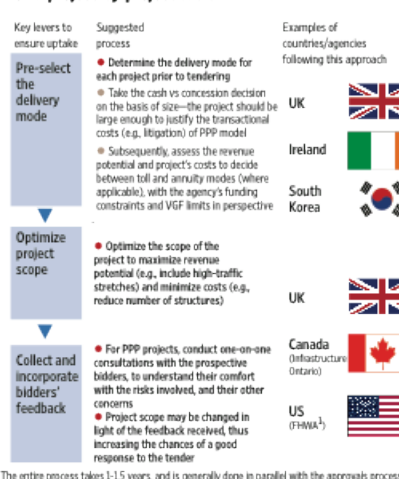 Key levers to
ensure uptake
Suggested
process
Examples of
countries/agencies
following this approach
Pre-select
the
delivery
mode
● Determine the delivery mode for
each project prior to tendering
● Take the cash vs concession decision
on the basis of size—the project should be
large enough to justify the transactional
costs (e.g., litigation) of PPP model
● Subsequently, assess the revenue
potential and project's costs to decide
between toll and annuity modes (where
applicable), with the agency's funding
constraints and VGF limits in perspective
UK
Ireland
South
Korea
Optimize
project
scope
● Optimize the scope of the
project to maximize revenue
potential (e.g., include high-traffic
stretches) and minimize costs (e.g.,
reduce number of structures)
UK
Collect and
incorporate
bidders'
feedback
● For PPP projects, conduct one-on-one
consultations with the prospective
bidders, to understand their comfort
with the risks involved, and their other
concerns
● Project scope may be changed in
light of the feedback received, thus
increasing the chances of a good
response to the tender
Canada
(Infrastructure
Ontario)
US
(FHWA¹)
The entire process takes 1-1.5 years, and is generally done in parallel with the approvals process